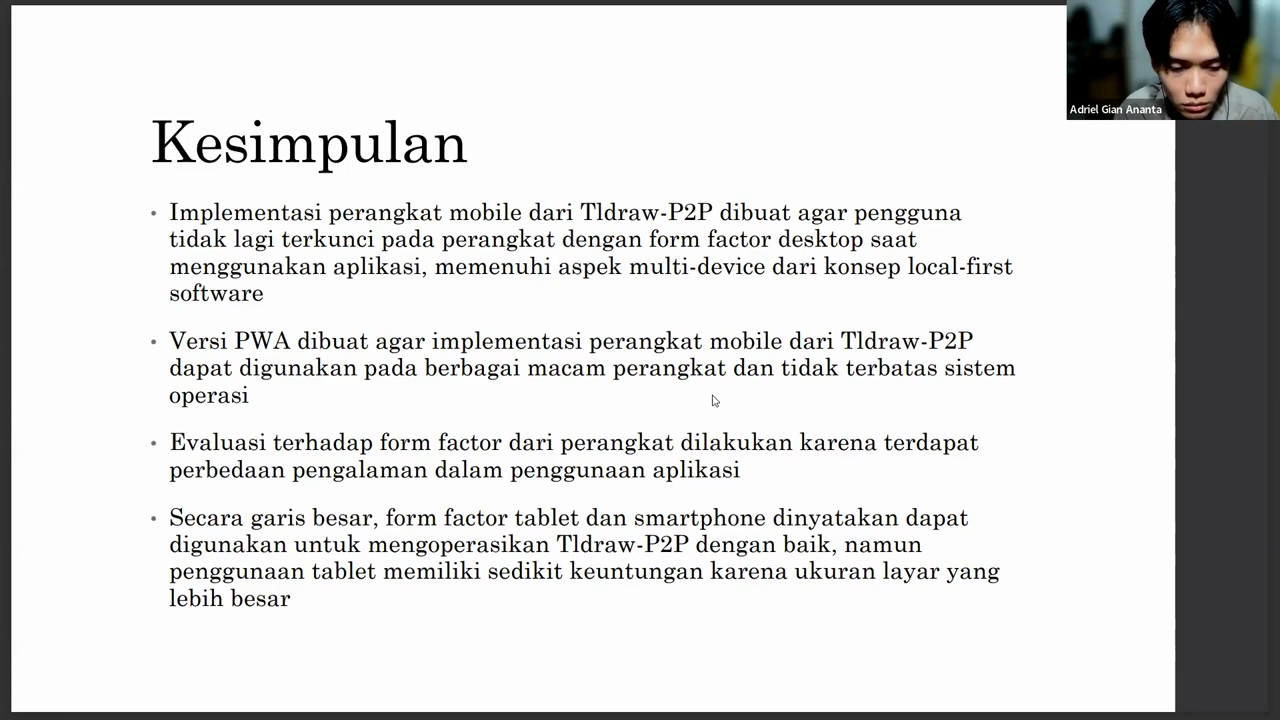 Adriel Gian Ananta
Kesimpulan
• Implementasi perangkat mobile dari Tldraw-P2P dibuat agar pengguna
tidak lagi terkunci pada perangkat dengan form factor desktop saat
menggunakan aplikasi, memenuhi aspek multi-device dari konsep local-first
software
• Versi PWA dibuat agar implementasi perangkat mobile dari Tldraw-P2P
dapat digunakan pada berbagai macam perangkat dan tidak terbatas sistem
operasi
• Evaluasi terhadap form factor dari perangkat dilakukan karena terdapat
perbedaan pengalaman dalam penggunaan aplikasi
• Secara garis besar, form factor tablet dan smartphone dinyatakan dapat
digunakan untuk mengoperasikan Tldraw-P2P dengan baik, namun
penggunaan tablet memiliki sedikit keuntungan karena ukuran layar yang
lebih besar